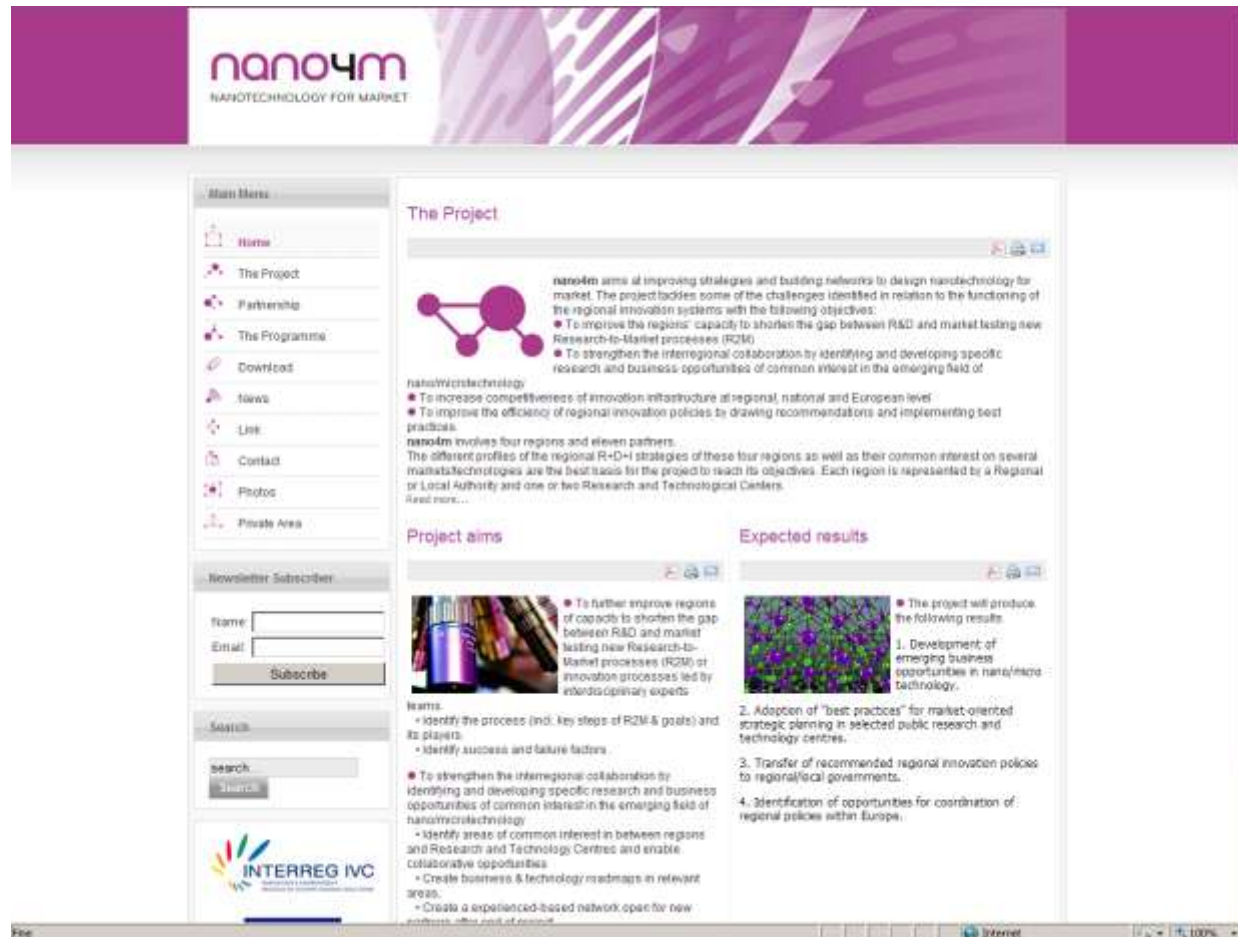 nano4m
NANOTECHNOLOGY FOR MARKET
Main Menu
Home
The Project
Partnership
The Programme
Download
News
Link
Contact
Photos
Private Area
Newsletter Subscriber
Name:
Email:
Subscribe
Search
search...
Search
INTERREG IVC
The Project
nano4m aims at improving strategies and building networks to design nanotechnology for
market. The project tackles some of the challenges identified in relation to the functioning of
the regional innovation systems with the following objectives:
● To improve the regions' capacity to shorten the gap between R&D and market testing new
Research-to-Market processes (R2M)
● To strengthen the interregional collaboration by identifying and developing specific
research and business opportunities of common interest in the emerging field of
nano/microtechnology
● To increase competitiveness of innovation infrastructure at regional, national and European level
● To improve the efficiency of regional innovation policies by drawing recommendations and implementing best
practices.
nano4m involves four regions and eleven partners.
The different profiles of the regional R+D+I strategies of these four regions as well as their common interest on several
markets/technologies are the best basis for the project to reach its objectives. Each region is represented by a Regional
or Local Authority and one or two Research and Technological Centers.
Read more...
Project aims
● To further improve regions
of capacity to shorten the gap
between R&D and market
testing new Research-to-
Market processes (R2M) or
innovation processes led by
interdisciplinary experts
teams.
• Identify the process (incl. key steps of R2M & goals) and
its players.
• Identify success and failure factors
● To strengthen the interregional collaboration by
identifying and developing specific research and business
opportunities of common interest in the emerging field of
nano/microtechnology
• Identify areas of common interest in between regions
and Research and Technology Centres and enable
collaborative opportunities
• Create business & technology roadmaps in relevant
areas.
• Create a experienced-based network open for new
Expected results
● The project will produce
the following results
1. Development of
emerging business
opportunities in nano/micro
technology.
2. Adoption of "best practices" for market-oriented
strategic planning in selected public research and
technology centres.
3. Transfer of recommended regional innovation policies
to regional/local governments.
4. Identification of opportunities for coordination of
regional policies within Europe.
Fine
Internet
100%